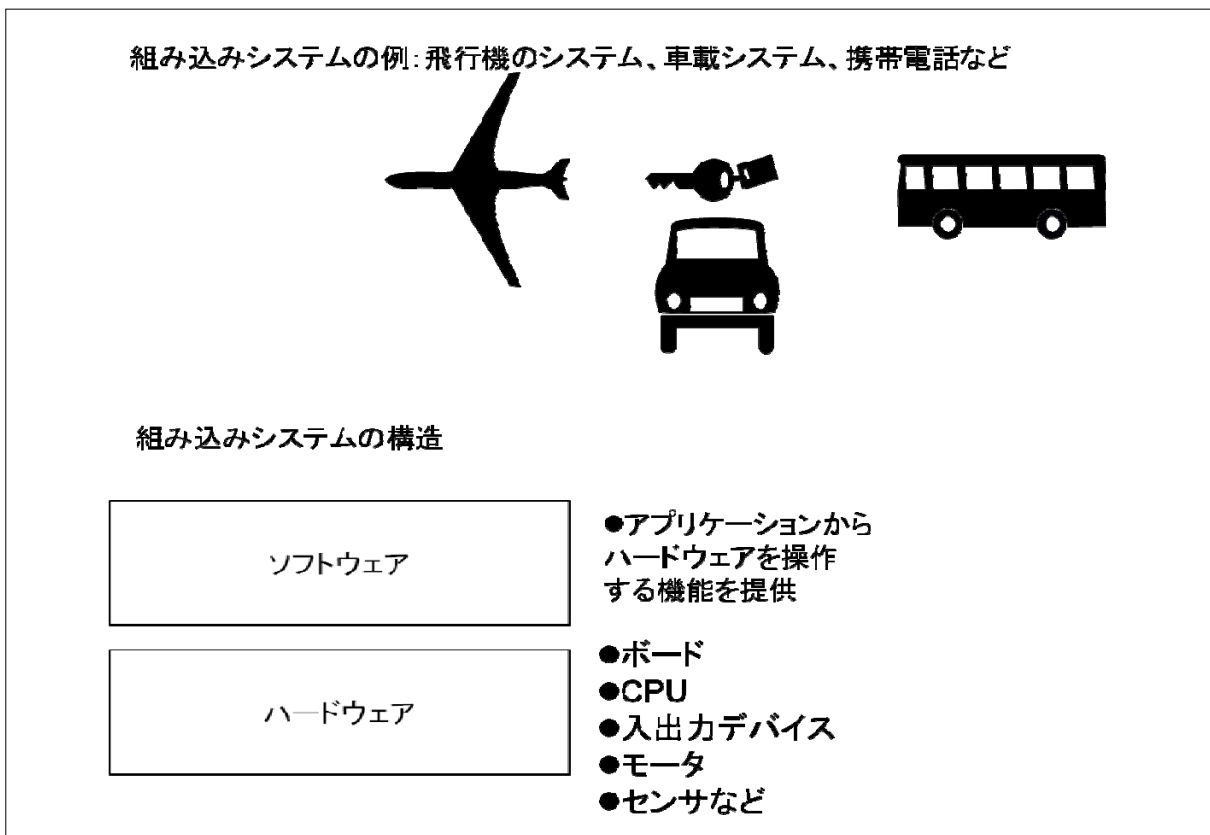 組み込みシステムの例:飛行機のシステム、車載システム、携帯電話など
組み込みシステムの構造
ソフトウェア
●アプリケーションから
ハードウェアを操作
する機能を提供
ハードウェア
●ボード
●CPU
●入出力デバイス
●モータ
●センサなど